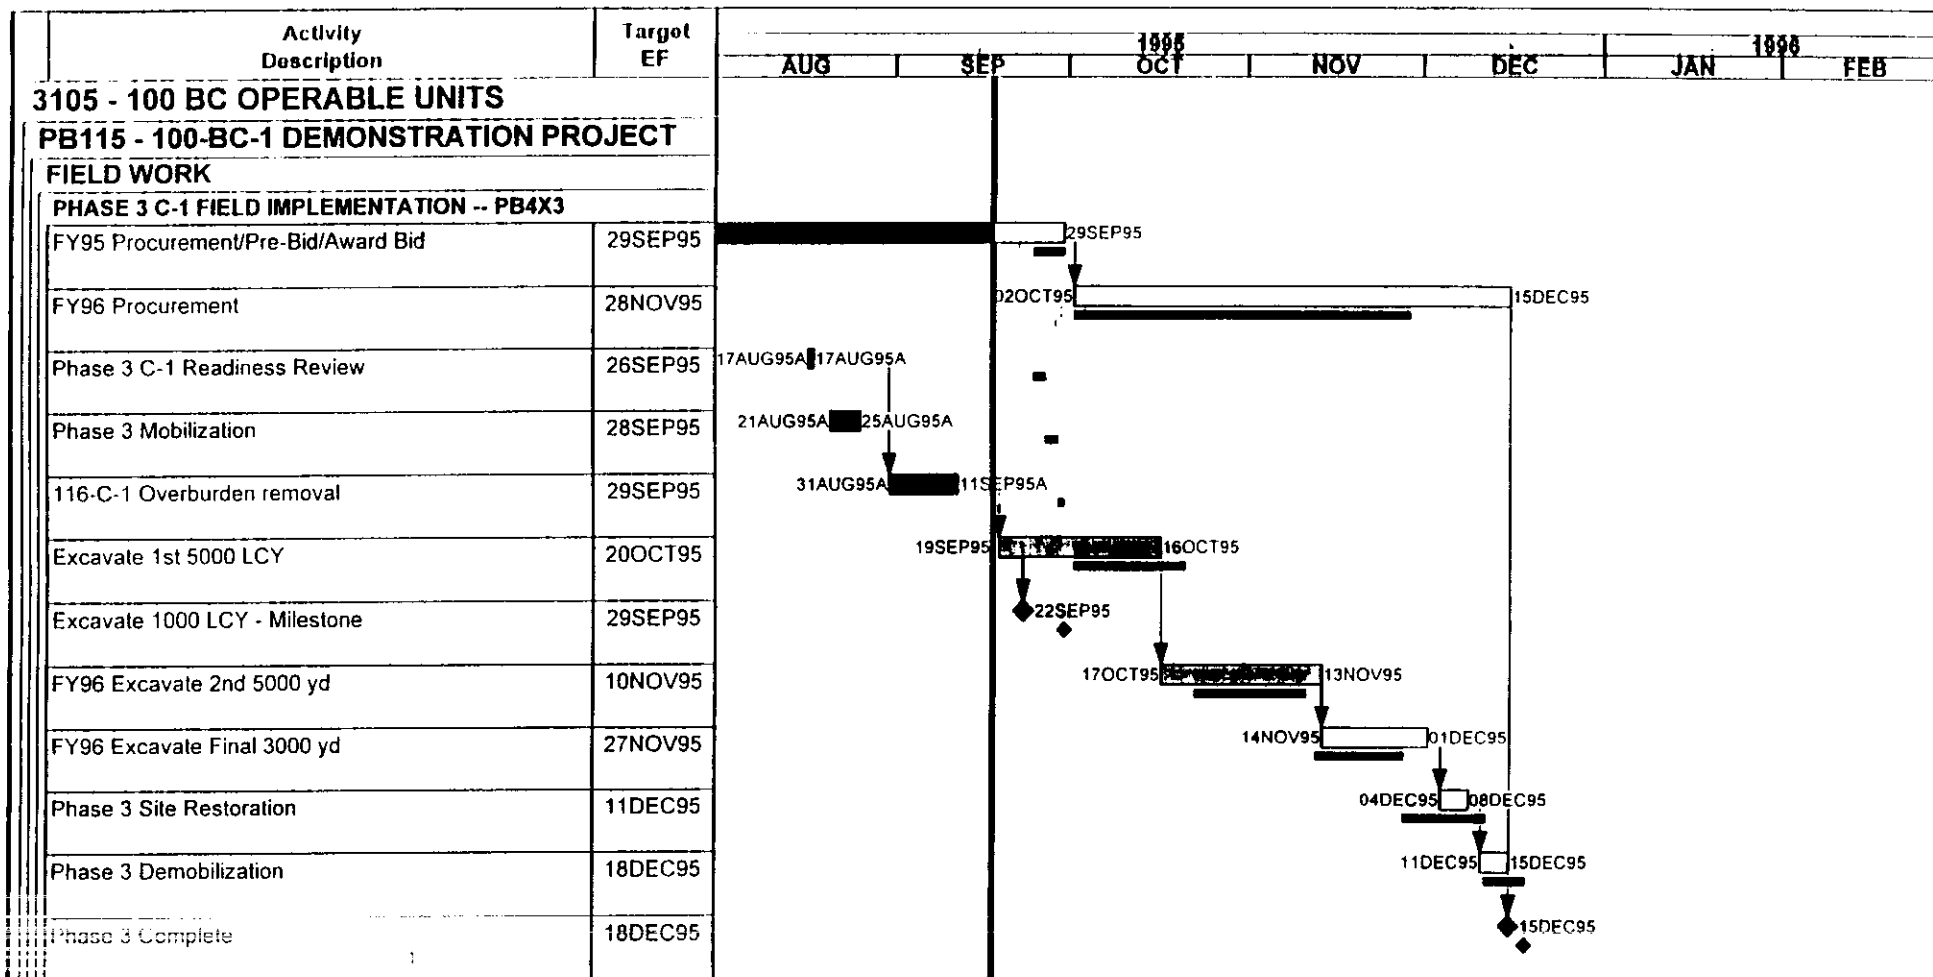 Activity Target 1995 1996
Description EF AUG SEP OCT NOV DEC JAN FEB
3105 - 100 BC OPERABLE UNITS
PB115 - 100-BC-1 DEMONSTRATION PROJECT
FIELD WORK
PHASE 3 C-1 FIELD IMPLEMENTATION -- PB4X3
FY95 Procurement/Pre-Bid/Award Bid 29SEP95 29SEP95
FY96 Procurement 28NOV95 02OCT95 15DEC95
Phase 3 C-1 Readiness Review 26SEP95 17AUG95A 17AUG95A
Phase 3 Mobilization 28SEP95 21AUG95A 25AUG95A
116-C-1 Overburden removal 29SEP95 31AUG95A 11SEP95A
Excavate 1st 5000 LCY 20OCT95 19SEP95 16OCT95
Excavate 1000 LCY - Milestone 29SEP95 22SEP95
FY96 Excavate 2nd 5000 yd 10NOV95 17OCT95 13NOV95
FY96 Excavate Final 3000 yd 27NOV95 14NOV95 01DEC95
Phase 3 Site Restoration 11DEC95 04DEC95 08DEC95
Phase 3 Demobilization 18DEC95 11DEC95 15DEC95
Phase 3 Complete 18DEC95 15DEC95